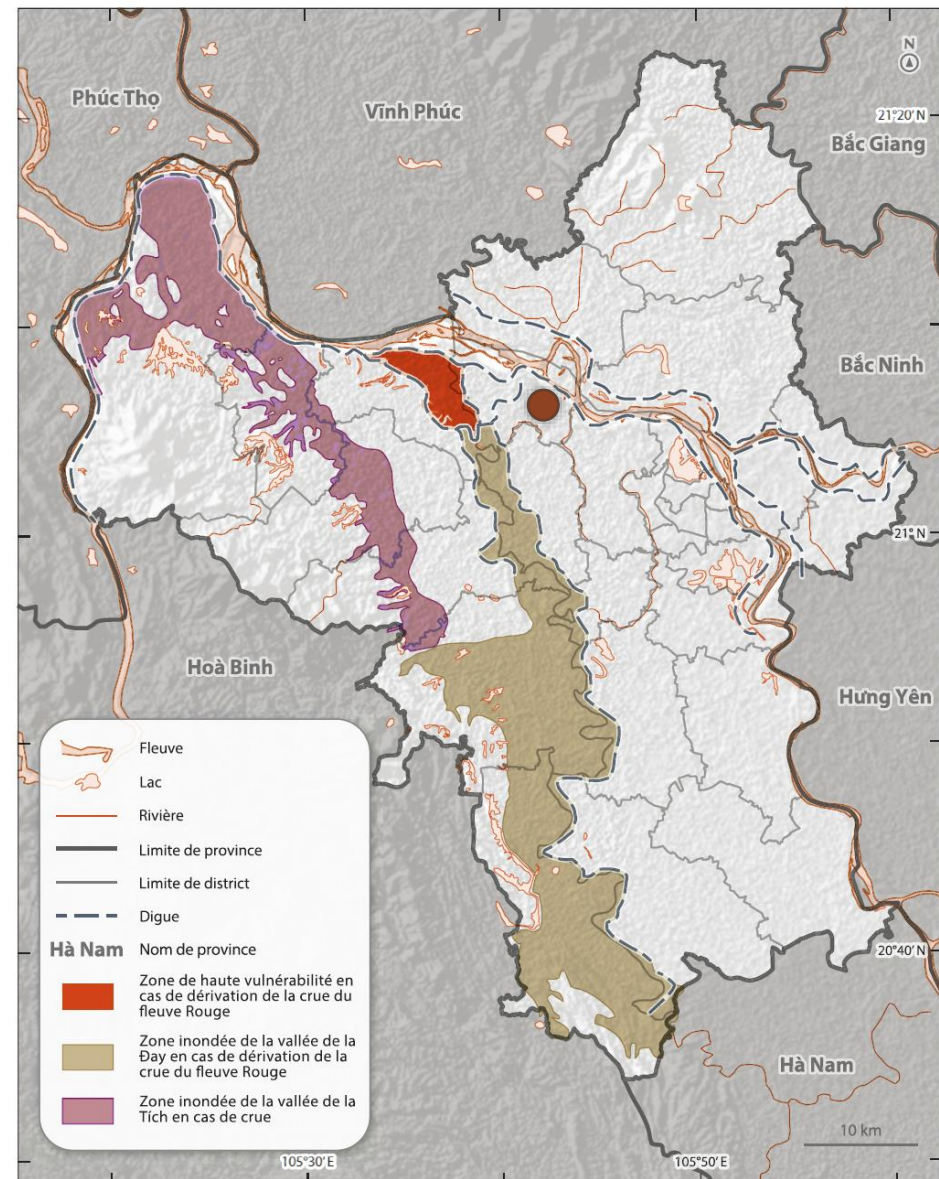 N
Phúc Thọ
Vĩnh Phúc
21°20' N
Bắc Giang
Bắc Ninh
21° N
Hoà Binh
Hưng Yên
Fleuve
Lac
Rivière
Limite de province
Limite de district
Digue
Hà Nam Nom de province
Zone de haute vulnérabilité en
cas de dérivation de la crue du
fleuve Rouge
Zone inondée de la vallée de la
Đay en cas de dérivation de la
crue du fleuve Rouge
Zone inondée de la vallée de la
Tích en cas de crue
20°40' N
Hà Nam
10 km
105°30' E
105°50' E